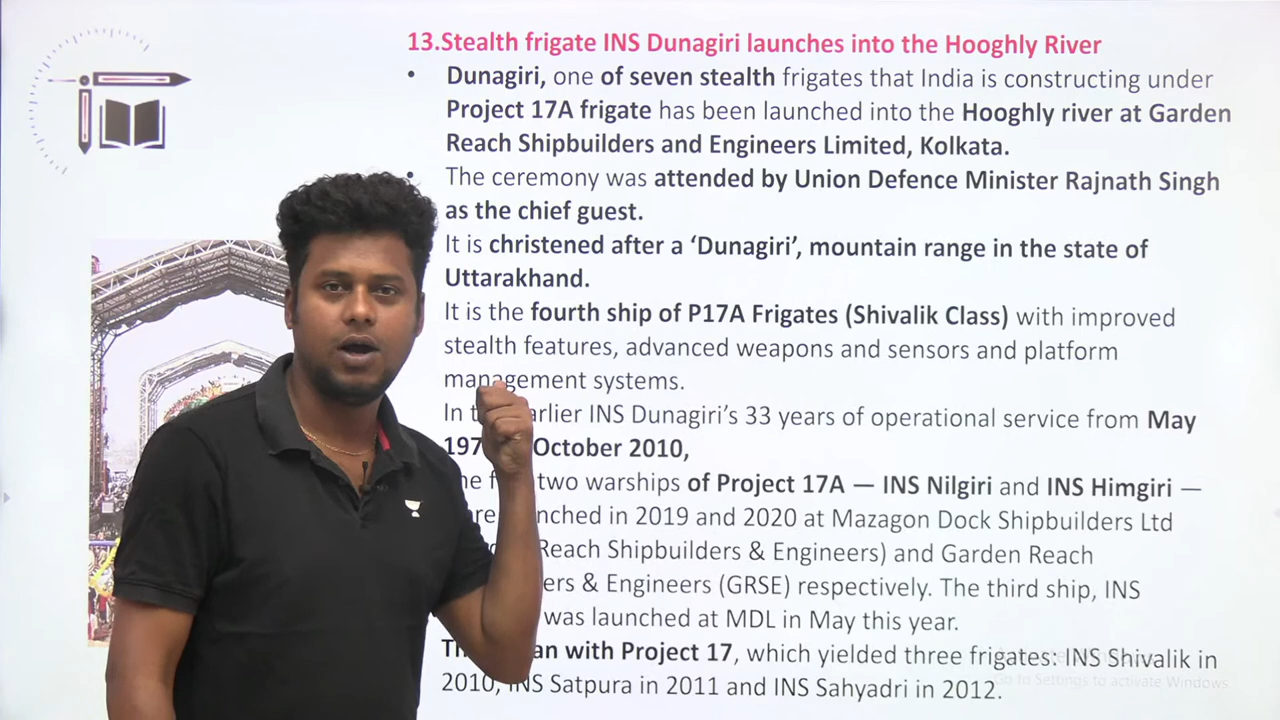 13.Stealth frigate INS Dunagiri launches into the Hooghly River
• Dunagiri, one of seven stealth frigates that India is constructing under
Project 17A frigate has been launched into the Hooghly river at Garden
Reach Shipbuilders and Engineers Limited, Kolkata.
• The ceremony was attended by Union Defence Minister Rajnath Singh
as the chief guest.
It is christened after a ‘Dunagiri’, mountain range in the state of
Uttarakhand.
It is the fourth ship of P17A Frigates (Shivalik Class) with improved
stealth features, advanced weapons and sensors and platform
management systems.
In earlier INS Dunagiri’s 33 years of operational service from May
October 2010,
two warships of Project 17A — INS Nilgiri and INS Himgiri —
in 2019 and 2020 at Mazagon Dock Shipbuilders Ltd
Reach Shipbuilders & Engineers) and Garden Reach
& Engineers (GRSE) respectively. The third ship, INS
was launched at MDL in May this year.
with Project 17, which yielded three frigates: INS Shivalik in
2010, INS Satpura in 2011 and INS Sahyadri in 2012.
Go to Settings to activate Windows.